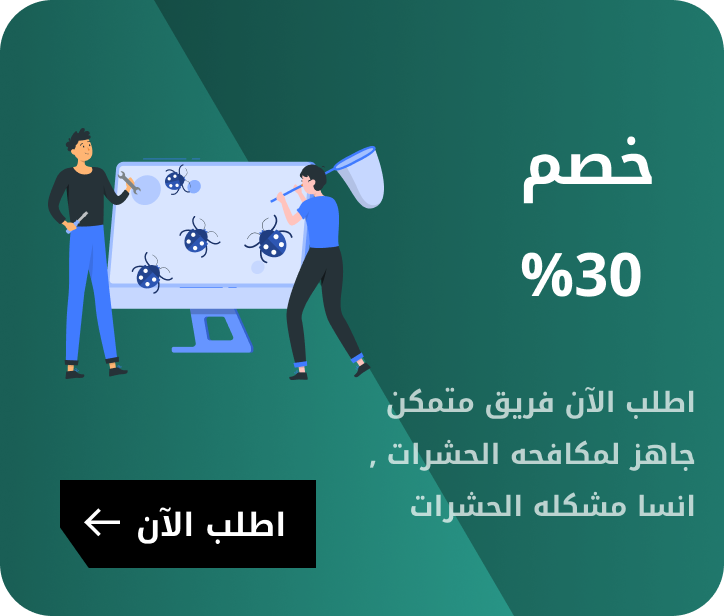 خصم
%30
اطلب الآن فريق متمكن
جاهز لمكافحه الحشرات ,
انسا مشكله الحشرات
اطلب الآن